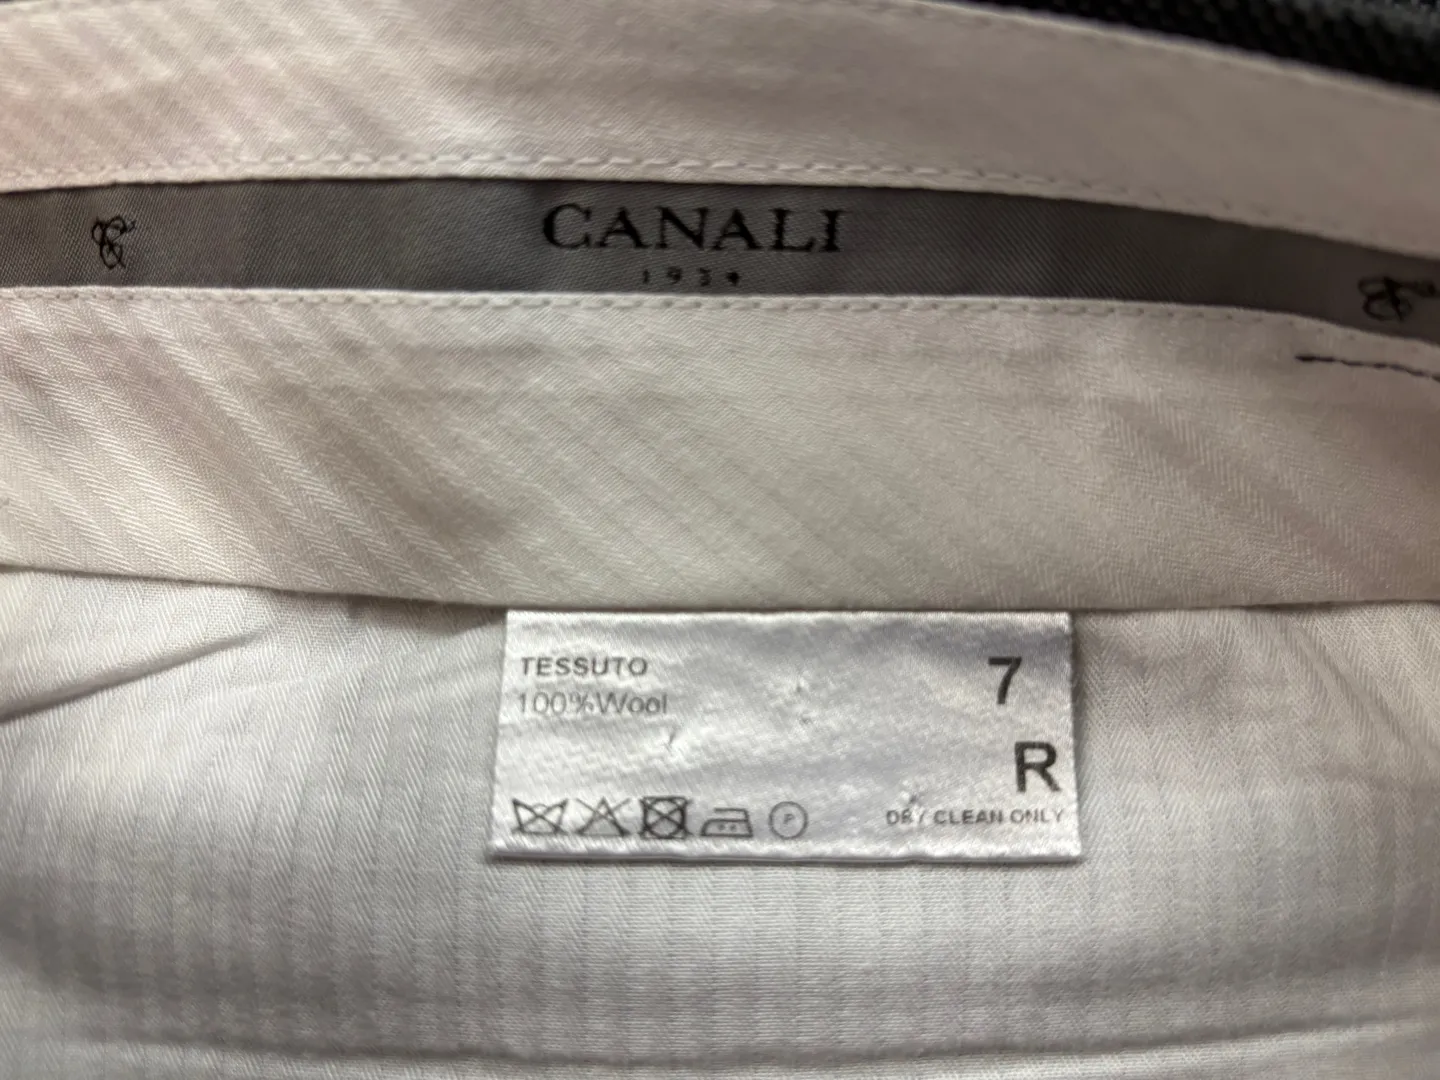 CANALI
1934
TESSUTO
100%Wool
7
R
P
DRY CLEAN ONLY